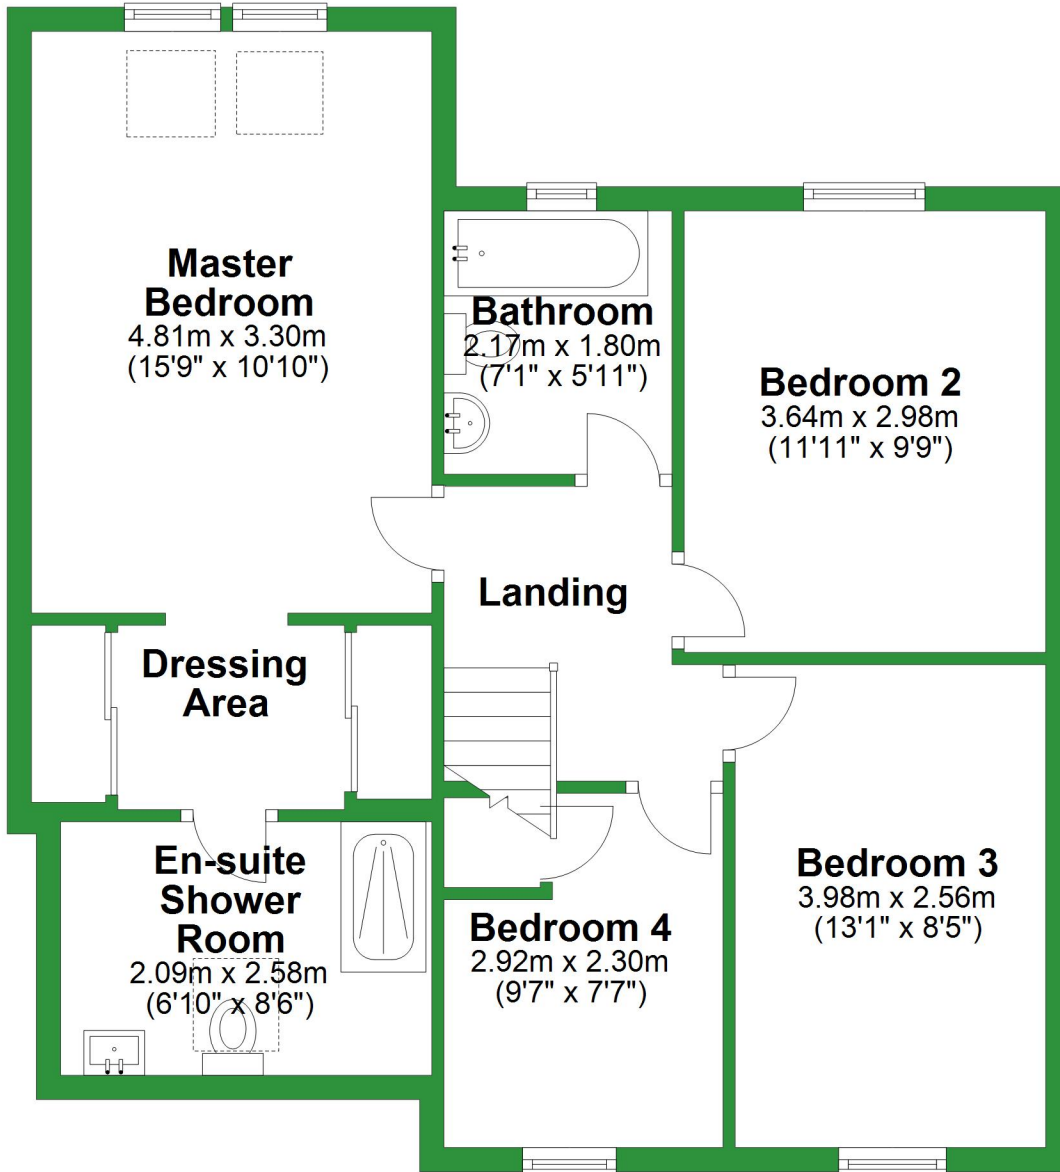 Master
Bedroom
4.81m x 3.30m
(15'9" x 10'10")
Bathroom
2.17m x 1.80m
(7'1" x 5'11")
Bedroom 2
3.64m x 2.98m
(11'11" x 9'9")
Landing
Dressing
Area
En-suite
Shower
Room
2.09m x 2.58m
(6'10" x 8'6")
Bedroom 4
2.92m x 2.30m
(9'7" x 7'7")
Bedroom 3
3.98m x 2.56m
(13'1" x 8'5")